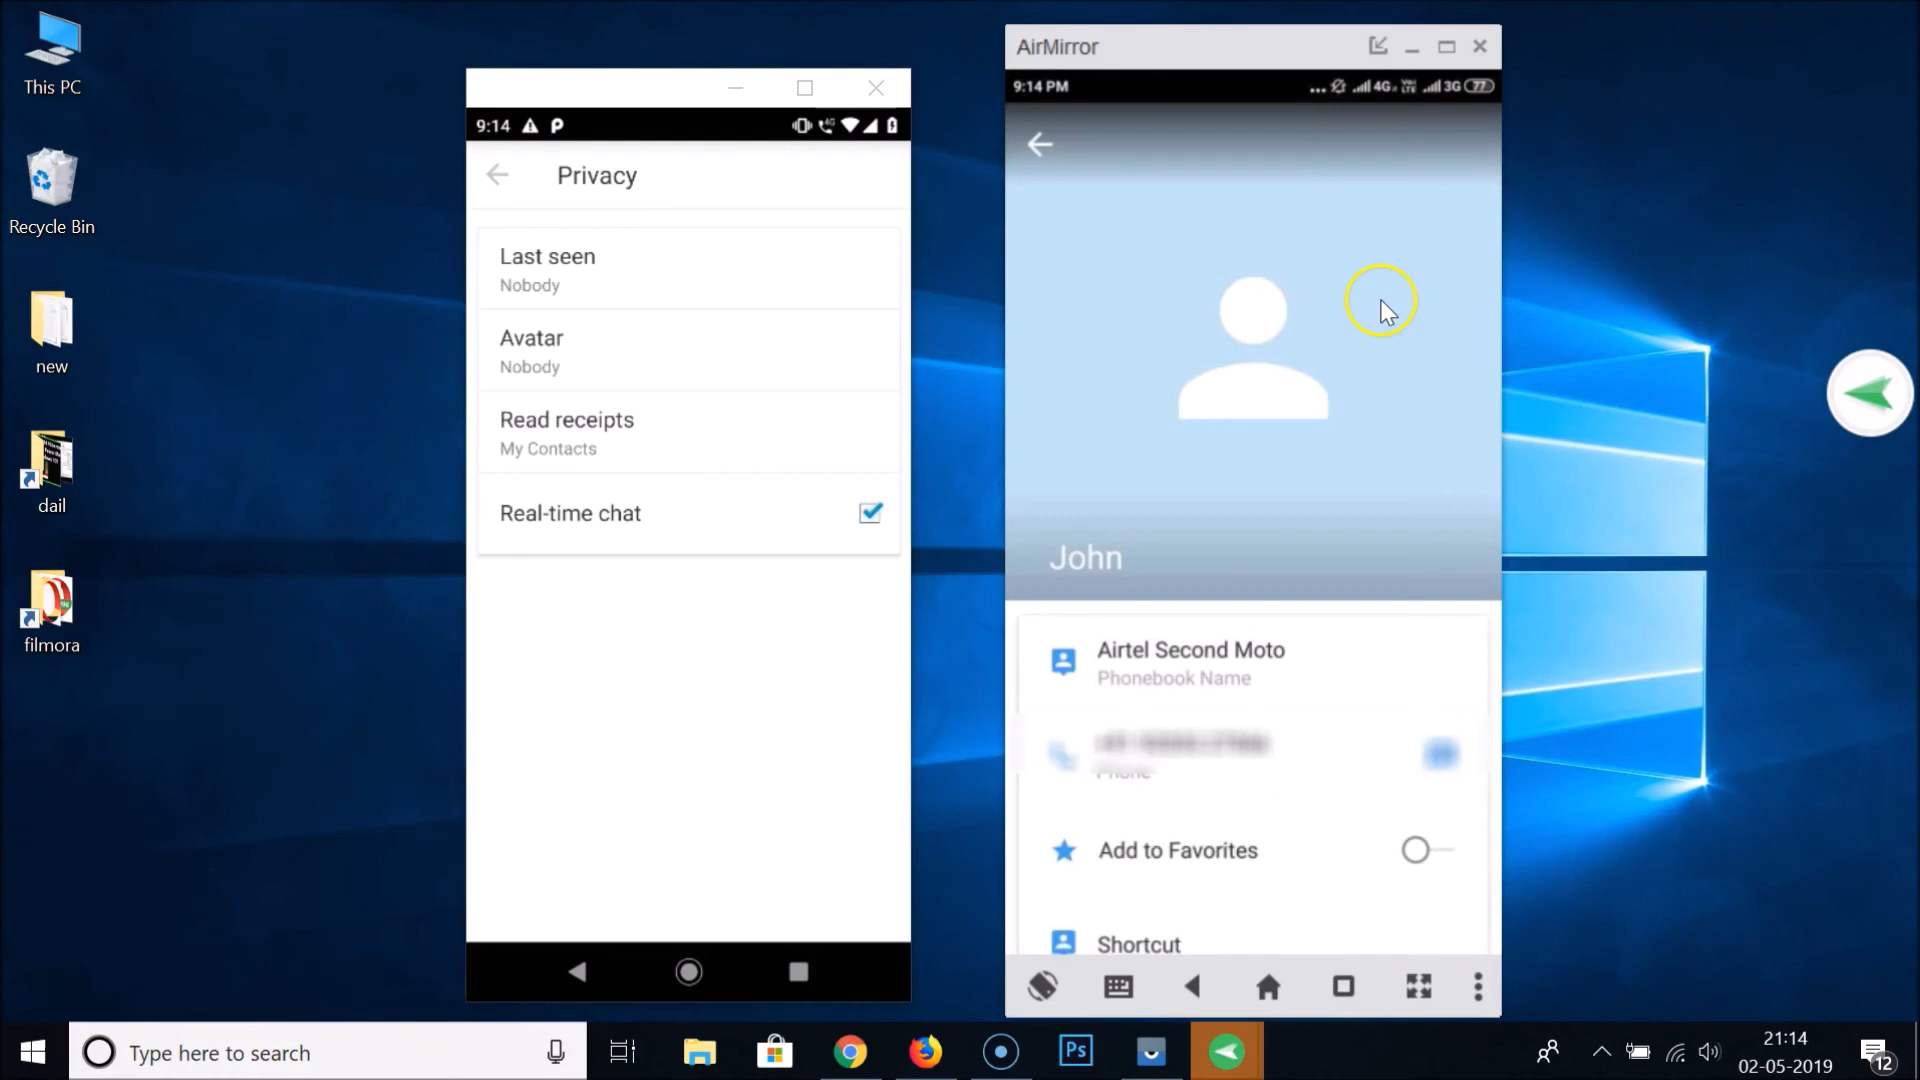 This PC
Recycle Bin
new
dail
filmora
9:14
Privacy
Last seen
Nobody
Avatar
Nobody
Read receipts
My Contacts
Real-time chat
AirMirror
9:14 PM
4G
3G
77
John
Airtel Second Moto
Phonebook Name
Phone
Add to Favorites
Shortcut
Type here to search
Ps
21:14
02-05-2019
12